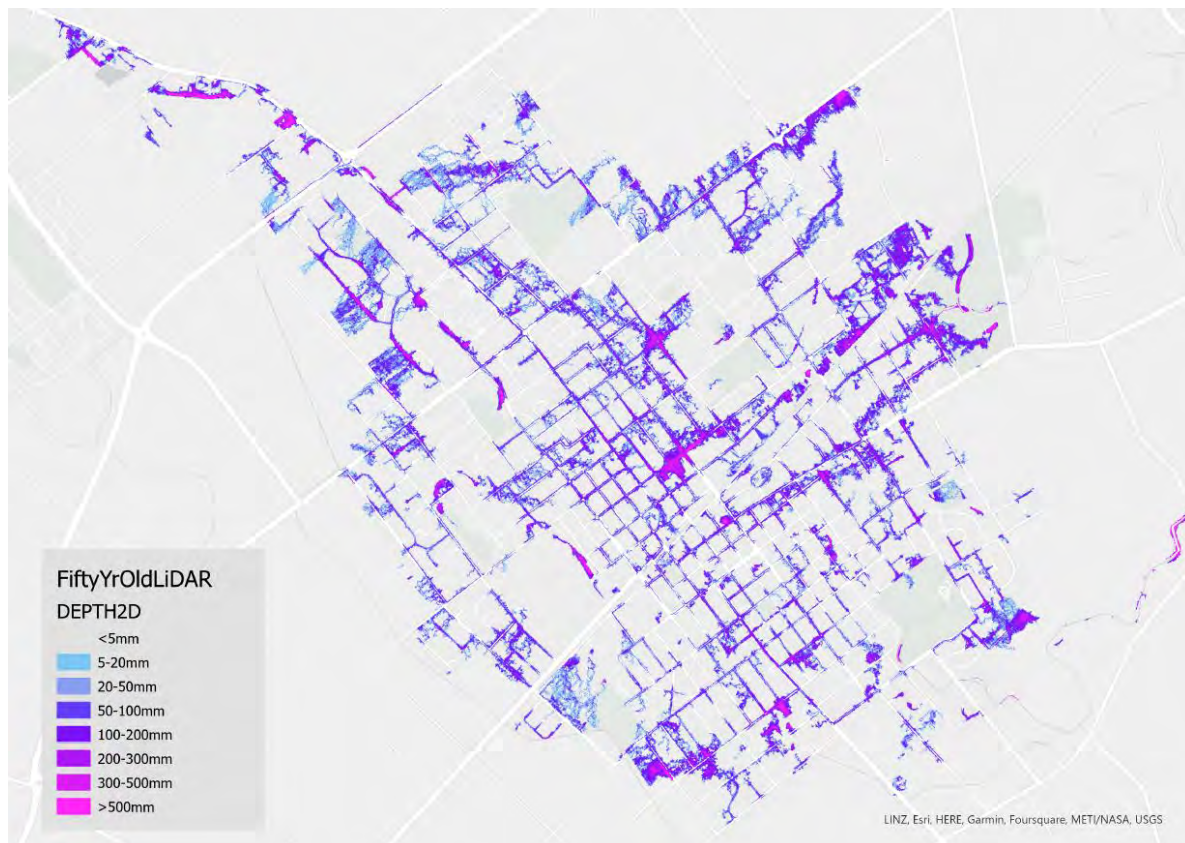 FiftyYrOldLiDAR
DEPTH2D
<5mm
5-20mm
20-50mm
50-100mm
100-200mm
200-300mm
300-500mm
>500mm
LINZ, Esri, HERE, Garmin, Foursquare, METI/NASA, USGS